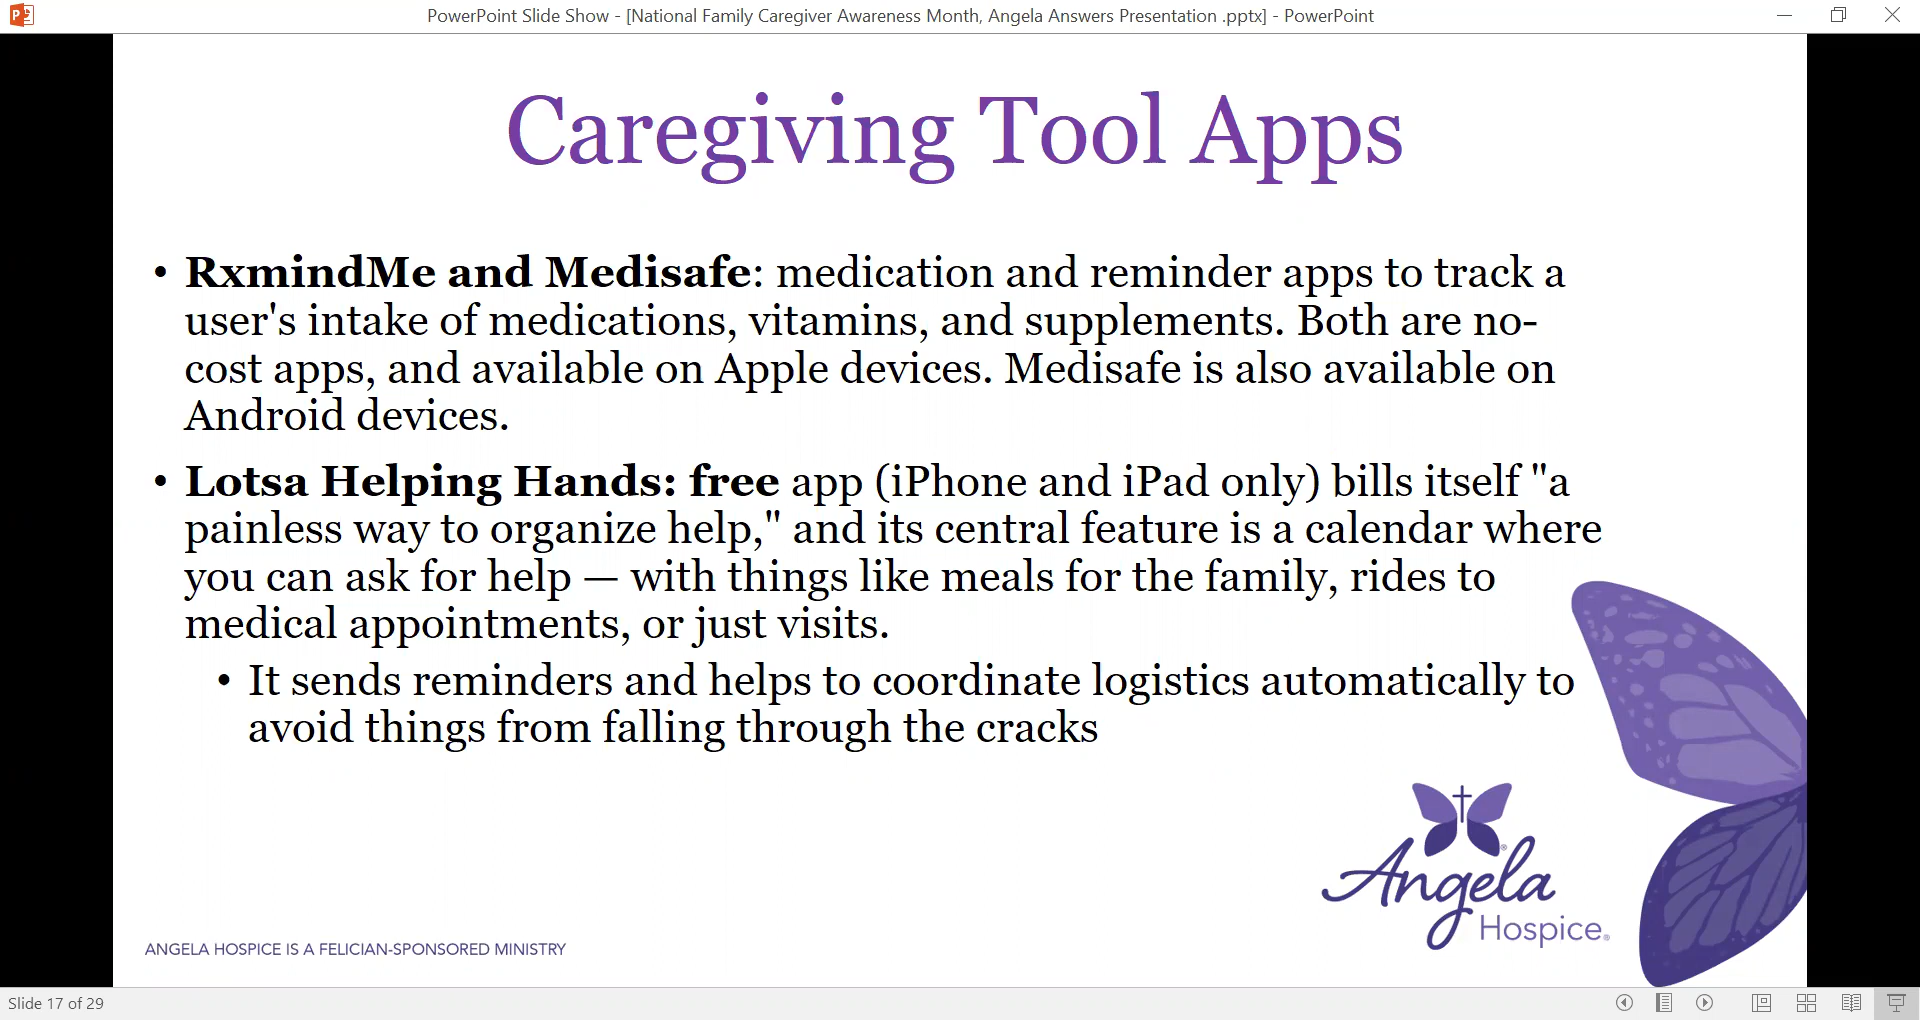 PowerPoint Slide Show - [National Family Caregiver Awareness Month, Angela Answers Presentation .pptx] - PowerPoint
Caregiving Tool Apps
• RxmindMe and Medisafe: medication and reminder apps to track a
user's intake of medications, vitamins, and supplements. Both are no-
cost apps, and available on Apple devices. Medisafe is also available on
Android devices.
• Lotsa Helping Hands: free app (iPhone and iPad only) bills itself "a
painless way to organize help," and its central feature is a calendar where
you can ask for help — with things like meals for the family, rides to
medical appointments, or just visits.
• It sends reminders and helps to coordinate logistics automatically to
avoid things from falling through the cracks
Angela
Hospice®
ANGELA HOSPICE IS A FELICIAN-SPONSORED MINISTRY
Slide 17 of 29